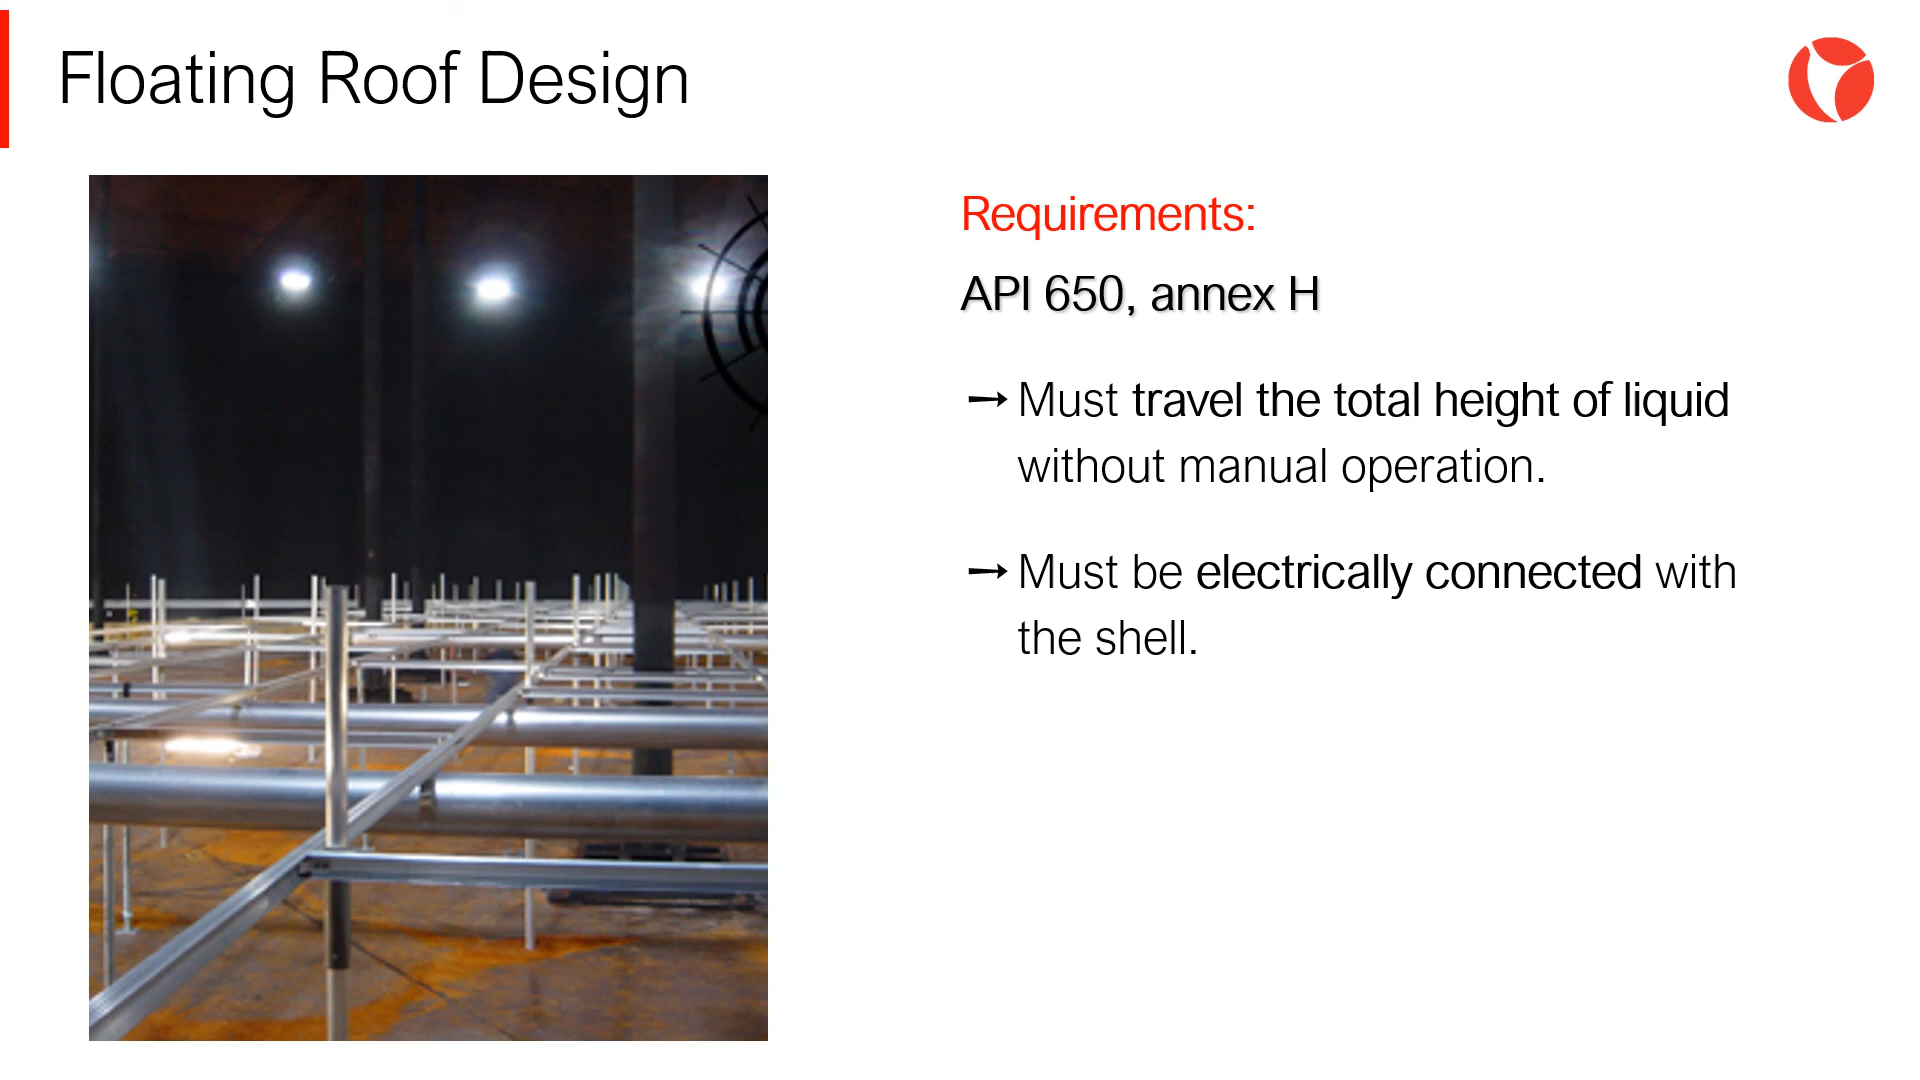 Floating Roof Design
Requirements:
API 650, annex H
→ Must travel the total height of liquid
without manual operation.
→ Must be electrically connected with
the shell.